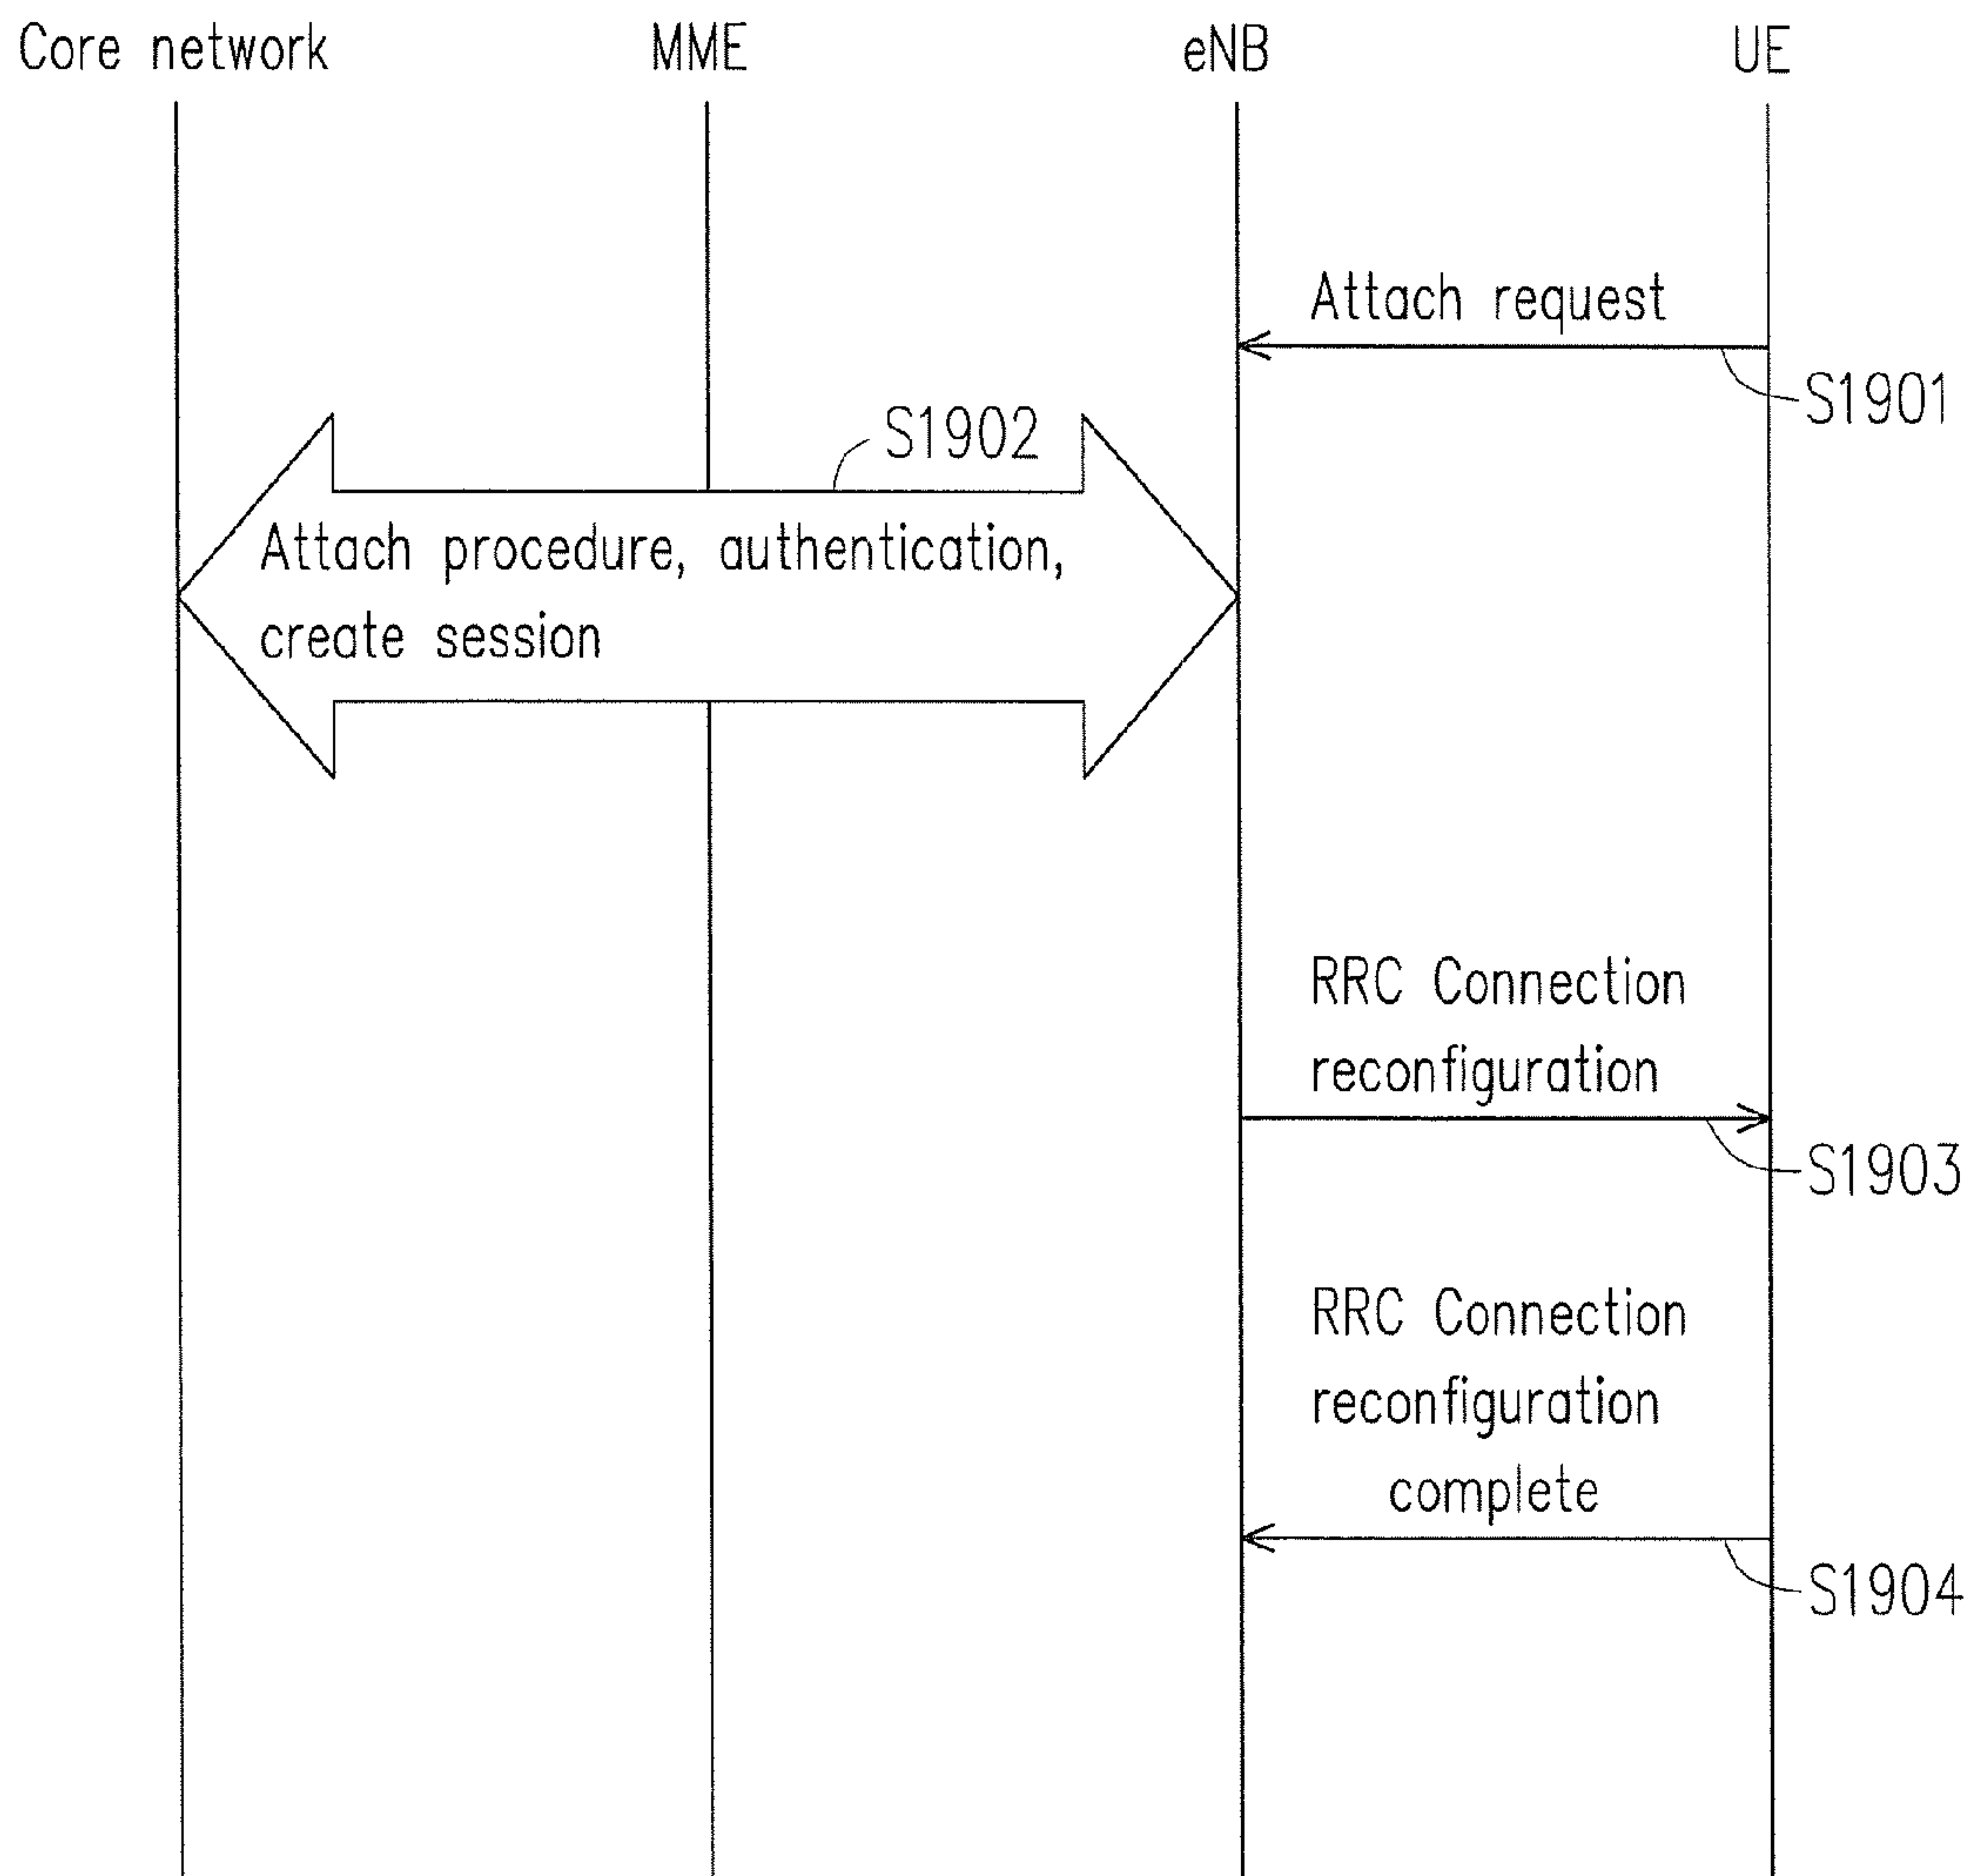 Core network
MME
eNB
UE
Attach request
S1901
S1902
Attach procedure, authentication,
create session
RRC Connection
reconfiguration
S1903
RRC Connection
reconfiguration
complete
S1904